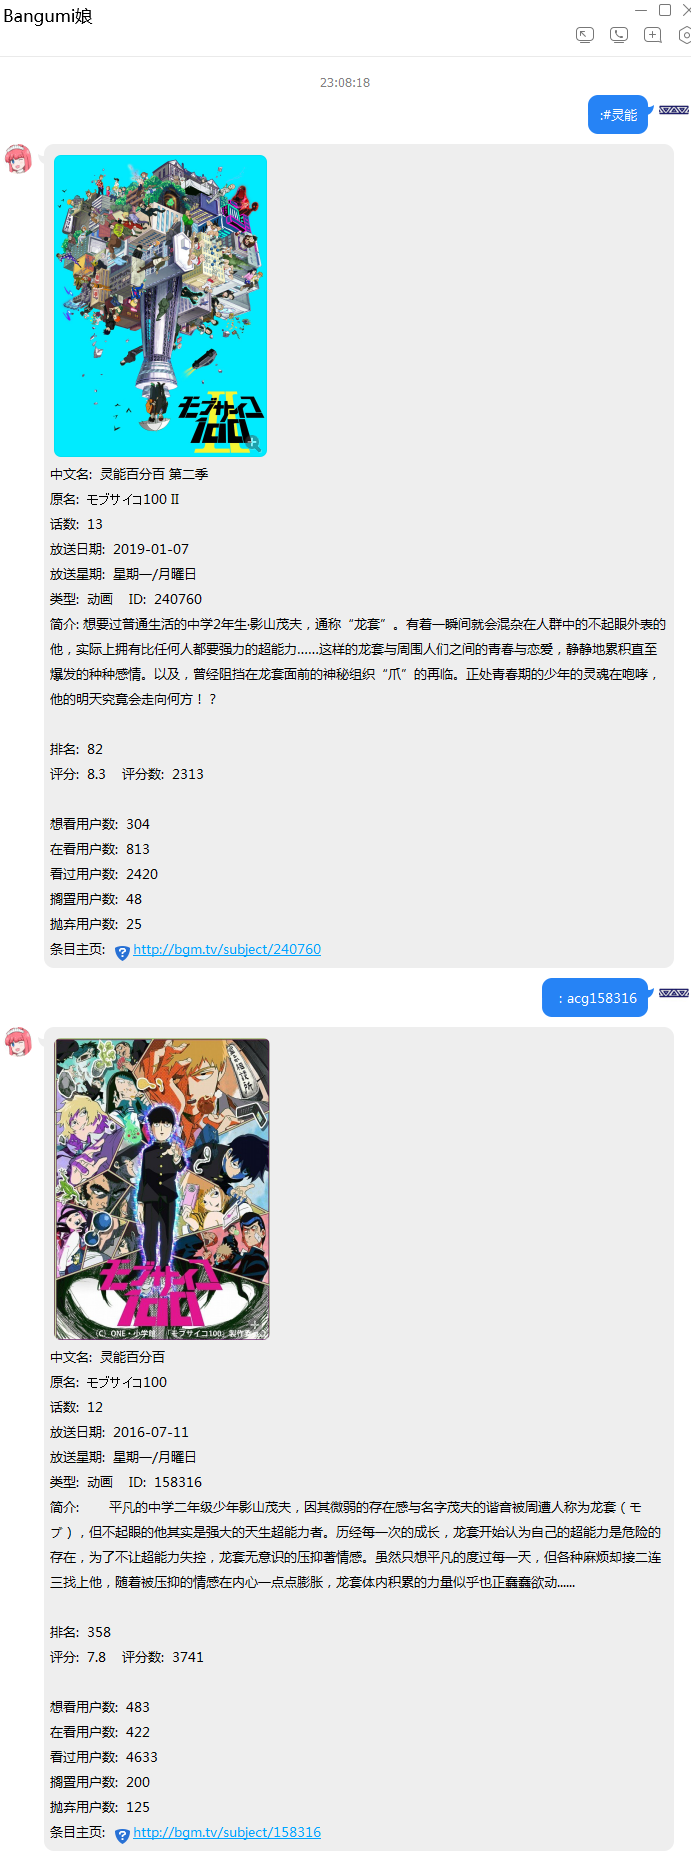 Bangumi娘
23:08:18
:#灵能
モブサイコ
100
II
中文名: 灵能百分百 第二季
原名: モブサイコ100 II
话数: 13
放送日期: 2019-01-07
放送星期: 星期一/月曜日
类型: 动画 ID: 240760
简介: 想要过普通生活的中学2年生·影山茂夫，通称“龙套”。有着一瞬间就会混杂在人群中的不起眼外表的
他，实际上拥有比任何人都要强力的超能力……这样的龙套与周围人们之间的青春与恋爱，静静地累积直至
爆发的种种感情。以及，曾经阻挡在龙套面前的神秘组织“爪”的再临。正处青春期的少年的灵魂在咆哮，
他的明天究竟会走向何方！？
排名: 82
评分: 8.3 评分数: 2313
想看用户数: 304
在看用户数: 813
看过用户数: 2420
搁置用户数: 48
抛弃用户数: 25
条目主页: http://bgm.tv/subject/240760
: acg158316
モブサイコ
100
(C) ONE・小学館／「モブサイコ100」製作委
中文名: 灵能百分百
原名: モブサイコ100
话数: 12
放送日期: 2016-07-11
放送星期: 星期一/月曜日
类型: 动画 ID: 158316
简介: 平凡的中学二年级少年影山茂夫，因其微弱的存在感与名字茂夫的谐音被周遭人称为龙套（モ
ブ），但不起眼的他其实是强大的天生超能力者。历经每一次的成长，龙套开始认为自己的超能力是危险的
存在，为了不让超能力失控，龙套无意识的压抑著情感。虽然只想平凡的度过每一天，但各种麻烦却接二连
三找上他，随着被压抑的情感在内心一点点膨胀，龙套体内积累的力量似乎也正蠢蠢欲动......
排名: 358
评分: 7.8 评分数: 3741
想看用户数: 483
在看用户数: 422
看过用户数: 4633
搁置用户数: 200
抛弃用户数: 125
条目主页: http://bgm.tv/subject/158316